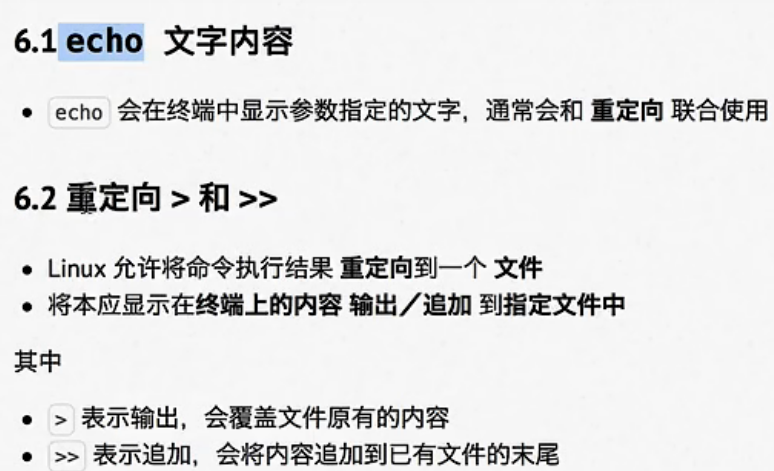 6.1 echo 文字内容
• echo 会在终端中显示参数指定的文字，通常会和 重定向 联合使用
6.2 重定向 > 和 >>
• Linux 允许将命令执行结果 重定向到一个 文件
• 将本应显示在终端上的内容 输出／追加 到指定文件中
其中
• > 表示输出，会覆盖文件原有的内容
• >> 表示追加，会将内容追加到已有文件的末尾